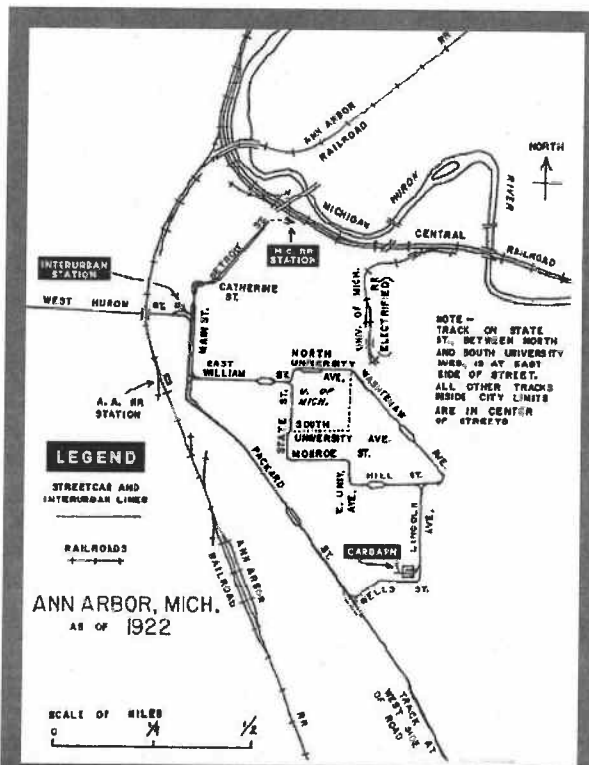 ANN ARBOR
RAILROAD
RR
NORTH
HURON
RIVER
MICHIGAN
CENTRAL
RAILROAD
M.C. RR
STATION
DETROIT ST.
CATHERINE
ST.
INTERURBAN
STATION
WEST HURON ST.
MAIN ST.
UNIV. OF MICH.
RR
(ELECTRIFIED)
NOTE -
TRACK ON STATE
ST., BETWEEN NORTH
AND SOUTH UNIVERSITY
AVES., IS AT EAST
SIDE OF STREET.
ALL OTHER TRACKS
INSIDE CITY LIMITS
ARE IN CENTER
OF STREETS
EAST
WILLIAM ST.
NORTH
UNIVERSITY
AVE.
WASHTENAW
AVE.
U. OF
MICH.
STATE ST.
SOUTH
UNIVERSITY AVE.
MONROE ST.
E. UNIV.
AVE.
HILL ST.
LINCOLN
AVE.
A. A. RR
STATION
PACKARD
ST.
CARBARN
WELLS ST.
LEGEND
STREETCAR AND
INTERURBAN LINES
RAILROADS
ANN ARBOR
RAILROAD
RR
ANN ARBOR, MICH.
AS OF 1922
TRACK AT
WEST SIDE
OF ROAD
SCALE OF MILES
0 1/4 1/2